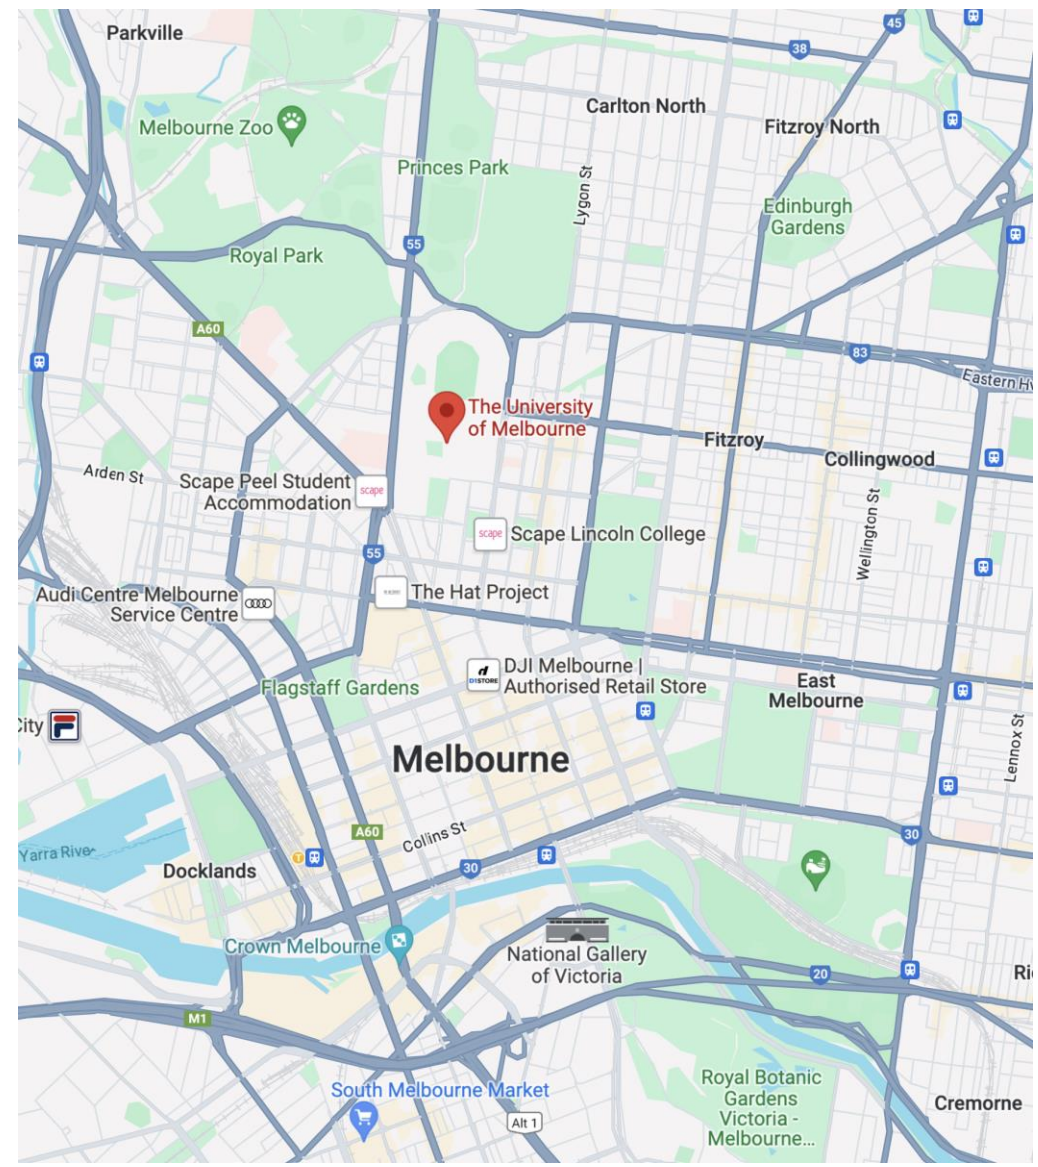 Parkville
45
38
Carlton North
Fitzroy North
Melbourne Zoo
Princes Park
Lygon St
Edinburgh
Gardens
55
Royal Park
A60
83
Eastern H
The University
of Melbourne
Fitzroy
Collingwood
Arden St
Scape Peel Student
Accommodation
scape
Wellington St
scape
Scape Lincoln College
55
Audi Centre Melbourne
Service Centre
The Hat Project
DJI Melbourne |
Authorised Retail Store
d
D1STORE
East
Melbourne
Flagstaff Gardens
City
F
Lennox St
Melbourne
A60
Collins St
30
Yarra River
T
30
Docklands
Crown Melbourne
National Gallery
of Victoria
20
Ri
M1
South Melbourne Market
Royal Botanic
Gardens
Victoria -
Melbourne...
Cremorne
Alt 1